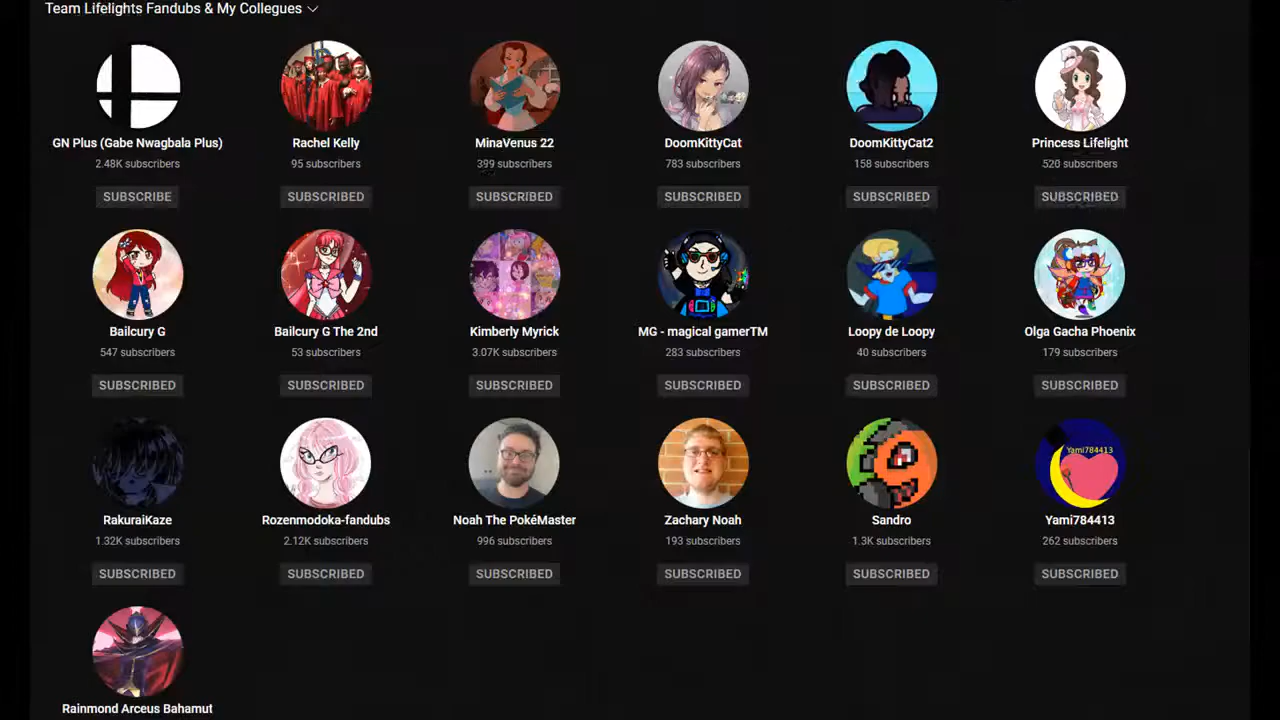 Team Lifelights Fandubs & My Collegues
GN Plus (Gabe Nwagbala Plus)
2.48K subscribers
SUBSCRIBE
Rachel Kelly
95 subscribers
SUBSCRIBED
MinaVenus 22
399 subscribers
SUBSCRIBED
DoomKittyCat
783 subscribers
SUBSCRIBED
DoomKittyCat2
158 subscribers
SUBSCRIBED
Princess Lifelight
520 subscribers
SUBSCRIBED
Bailcury G
547 subscribers
SUBSCRIBED
Bailcury G The 2nd
53 subscribers
SUBSCRIBED
Kimberly Myrick
3.07K subscribers
SUBSCRIBED
MG - magical gamerTM
283 subscribers
SUBSCRIBED
Loopy de Loopy
40 subscribers
SUBSCRIBED
Olga Gacha Phoenix
179 subscribers
SUBSCRIBED
RakuraiKaze
1.32K subscribers
SUBSCRIBED
Rozenmodoka-fandubs
2.12K subscribers
SUBSCRIBED
Noah The PokéMaster
996 subscribers
SUBSCRIBED
Zachary Noah
193 subscribers
SUBSCRIBED
Sandro
1.3K subscribers
SUBSCRIBED
Yami784413
Yami784413
262 subscribers
SUBSCRIBED
Rainmond Arceus Bahamut